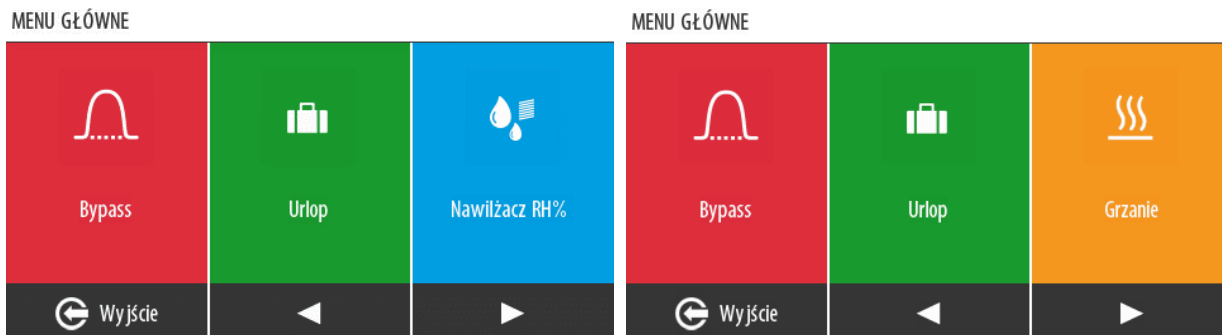 MENU GŁÓWNE
Bypass
Urlop
Nawilżacz RH%
Wyjście
MENU GŁÓWNE
Bypass
Urlop
Grzanie
Wyjście